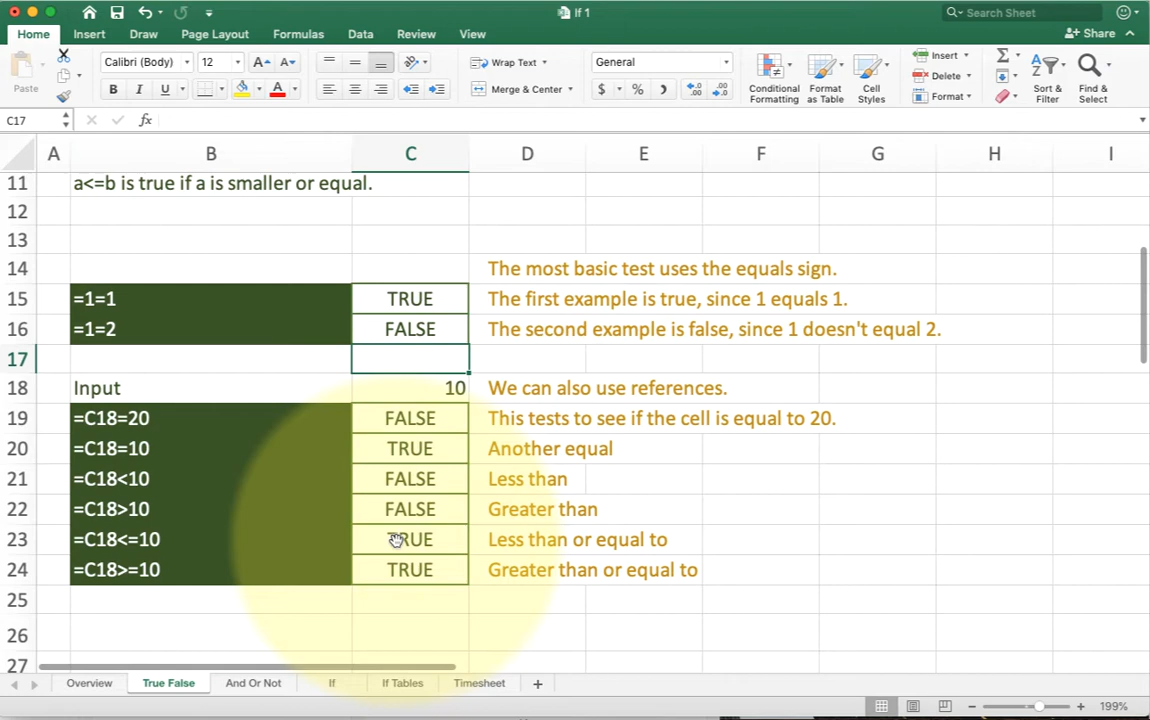 If 1
Search Sheet
Home Insert Draw Page Layout Formulas Data Review View
Share
Paste
Calibri (Body) 12 A A
B I U A
Wrap Text
Merge & Center
General
$ % )
Conditional Formatting
Format as Table
Cell Styles
Insert
Delete
Format
Sort & Filter
Find & Select
C17 fx
A B C D E F G H I
11 a<=b is true if a is smaller or equal.
12
13
14 The most basic test uses the equals sign.
15 =1=1 TRUE The first example is true, since 1 equals 1.
16 =1=2 FALSE The second example is false, since 1 doesn't equal 2.
17
18 Input 10 We can also use references.
19 =C18=20 FALSE This tests to see if the cell is equal to 20.
20 =C18=10 TRUE Another equal
21 =C18<10 FALSE Less than
22 =C18>10 FALSE Greater than
23 =C18<=10 TRUE Less than or equal to
24 =C18>=10 TRUE Greater than or equal to
25
26
27
Overview True False And Or Not If If Tables Timesheet +
199%